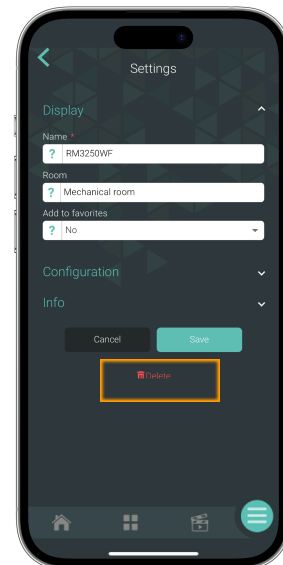 Settings
Display
Name *
? RM3250WF
Room
? Mechanical room
Add to favorites
? No
Configuration
Info
Cancel Save
Delete